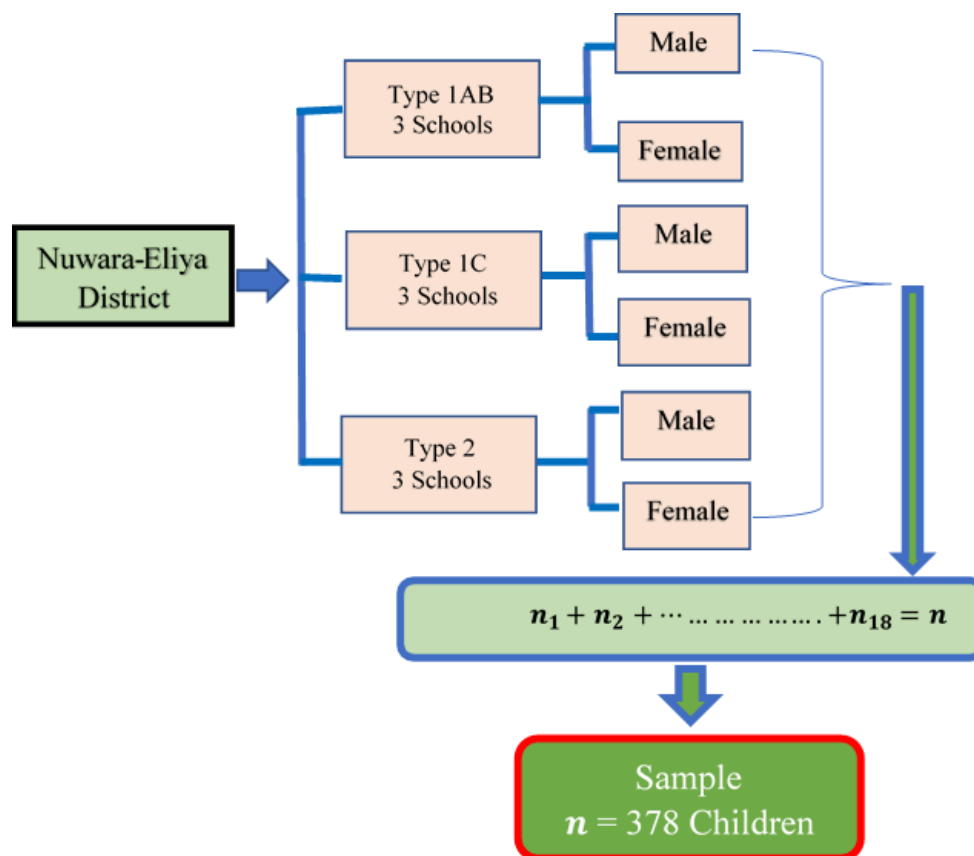 Nuwara-Eliya
District
Type 1AB
3 Schools
Male
Female
Type 1C
3 Schools
Male
Female
Type 2
3 Schools
Male
Female
n₁ + n₂ + ⋯ … … … … … . +n₁₈ = n
Sample
n = 378 Children